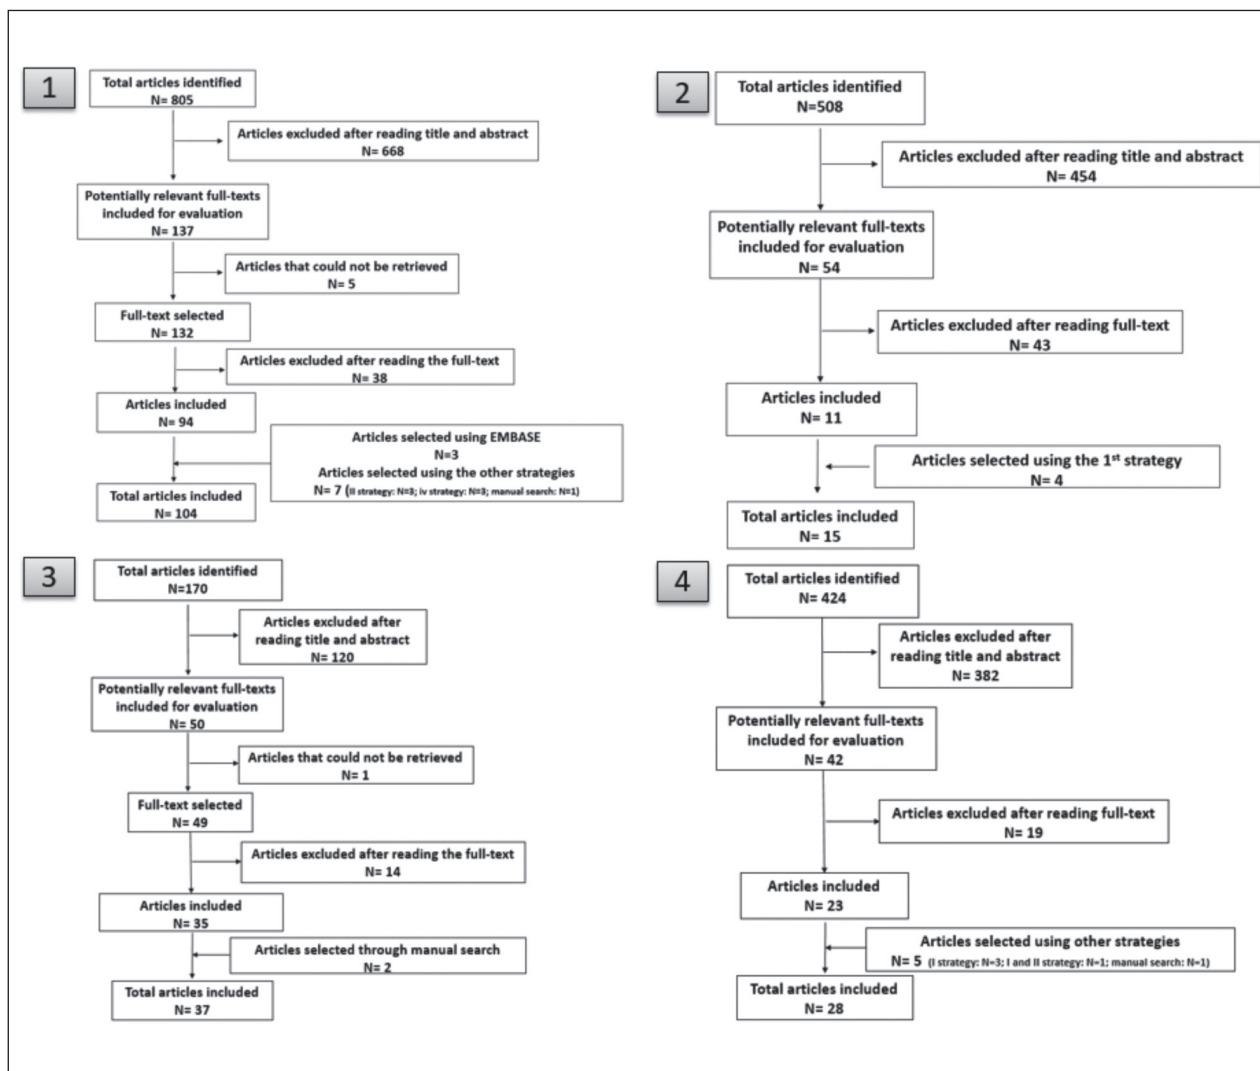 1
Total articles identified
N= 805
Articles excluded after reading title and abstract
N= 668
Potentially relevant full-texts
included for evaluation
N= 137
Articles that could not be retrieved
N= 5
Full-text selected
N= 132
Articles excluded after reading the full-text
N= 38
Articles included
N= 94
Articles selected using EMBASE
N=3
Articles selected using the other strategies
N= 7 (II strategy: N=3; iv strategy: N=3; manual search: N=1)
Total articles included
N= 104
2
Total articles identified
N=508
Articles excluded after reading title and abstract
N= 454
Potentially relevant full-texts
included for evaluation
N= 54
Articles excluded after reading full-text
N= 43
Articles included
N= 11
Articles selected using the 1st strategy
N= 4
Total articles included
N= 15
3
Total articles identified
N=170
Articles excluded after
reading title and abstract
N= 120
Potentially relevant full-texts
included for evaluation
N= 50
Articles that could not be retrieved
N= 1
Full-text selected
N= 49
Articles excluded after reading the full-text
N= 14
Articles included
N= 35
Articles selected through manual search
N= 2
Total articles included
N= 37
4
Total articles identified
N= 424
Articles excluded after
reading title and abstract
N= 382
Potentially relevant full-texts
included for evaluation
N= 42
Articles excluded after reading full-text
N= 19
Articles included
N= 23
Articles selected using other strategies
N= 5 (I strategy: N=3; I and II strategy: N=1; manual search: N=1)
Total articles included
N= 28